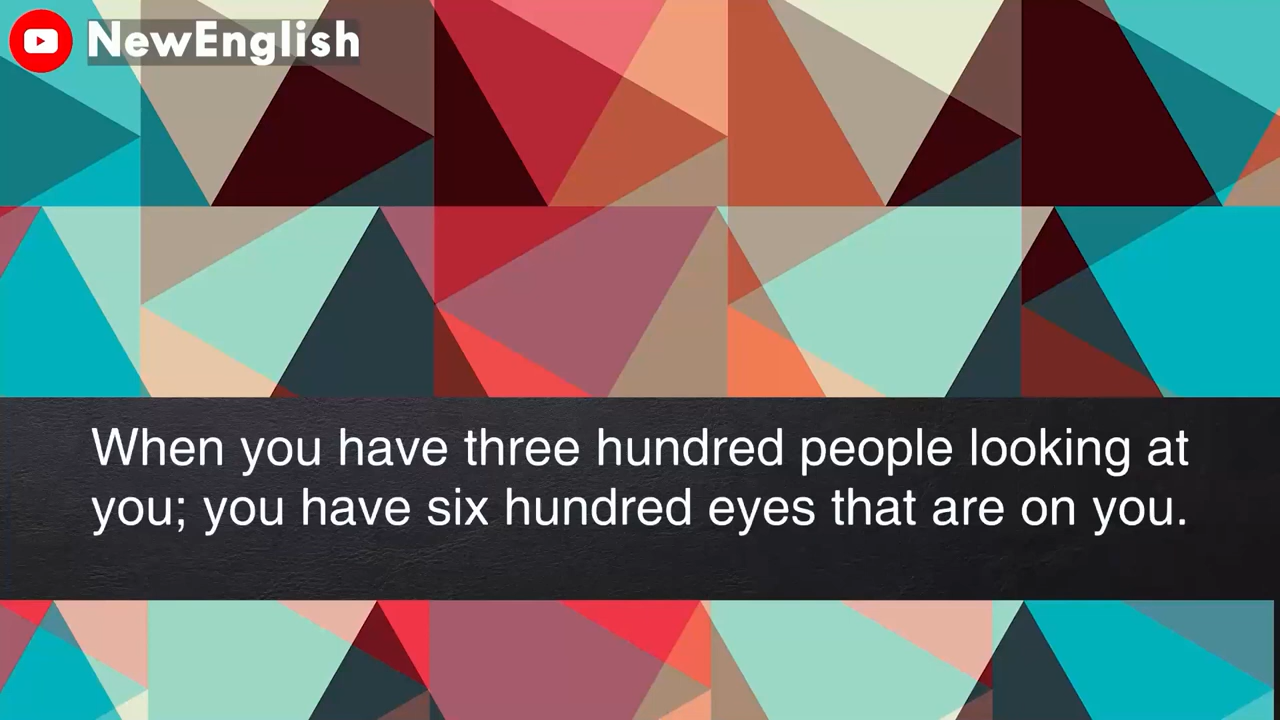 NewEnglish
When you have three hundred people looking at
you; you have six hundred eyes that are on you.